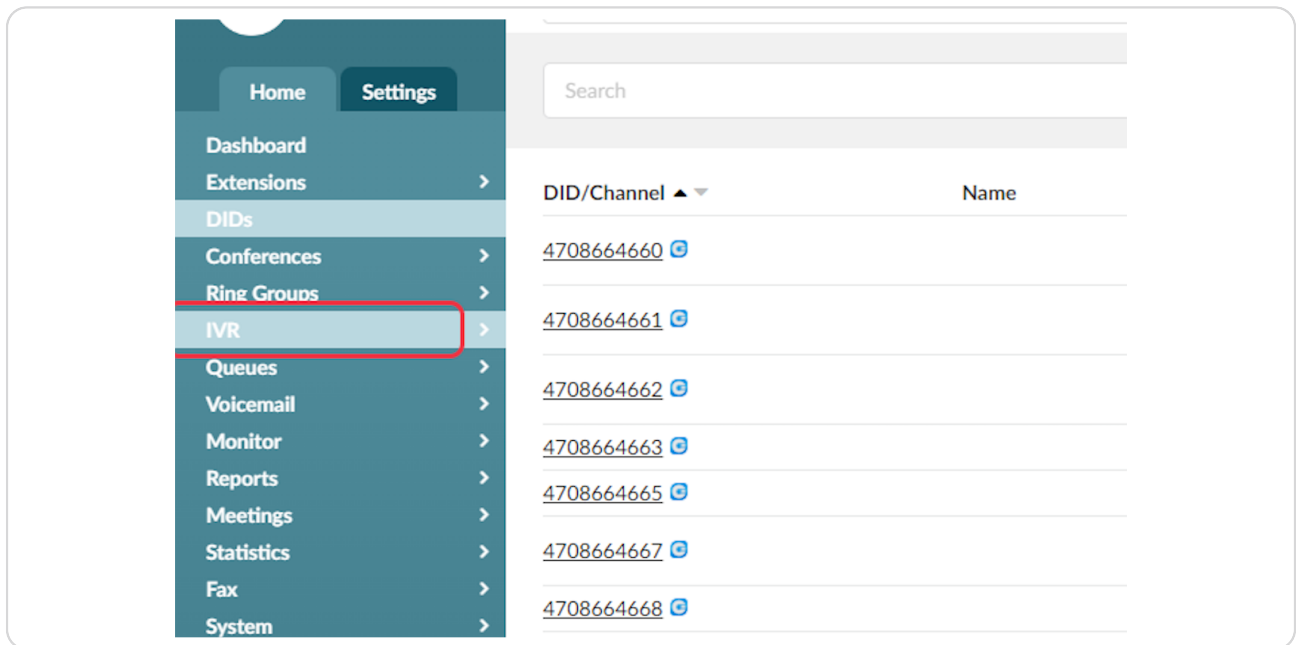 Home Settings
Dashboard
Extensions
DIDs
Conferences
Ring Groups
IVR
Queues
Voicemail
Monitor
Reports
Meetings
Statistics
Fax
System
Search
DID/Channel Name
4708664660
4708664661
4708664662
4708664663
4708664665
4708664667
4708664668